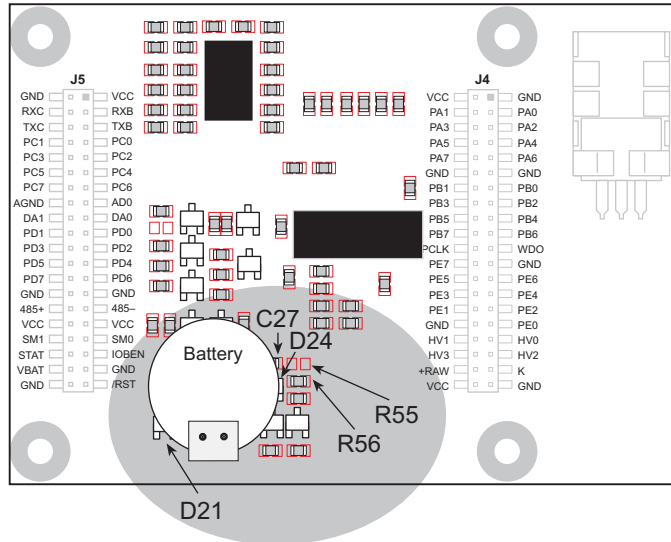 J5
GND VCC
RXC RXB
TXC TXB
PC1 PC0
PC3 PC2
PC5 PC4
PC7 PC6
AGND AD0
DA1 DA0
PD1 PD0
PD3 PD2
PD5 PD4
PD7 PD6
GND GND
485+ 485–
VCC VCC
SM1 SM0
STAT IOBEN
VBAT GND
GND /RST
J4
VCC GND
PA1 PA0
PA3 PA2
PA5 PA4
PA7 PA6
GND GND
PB1 PB0
PB3 PB2
PB5 PB4
PB7 PB6
PCLK WDO
PE7 GND
PE5 PE6
PE3 PE4
PE1 PE2
GND PE0
HV1 HV0
HV3 HV2
+RAW K
VCC GND
Battery
C27
D24
R55
R56
D21